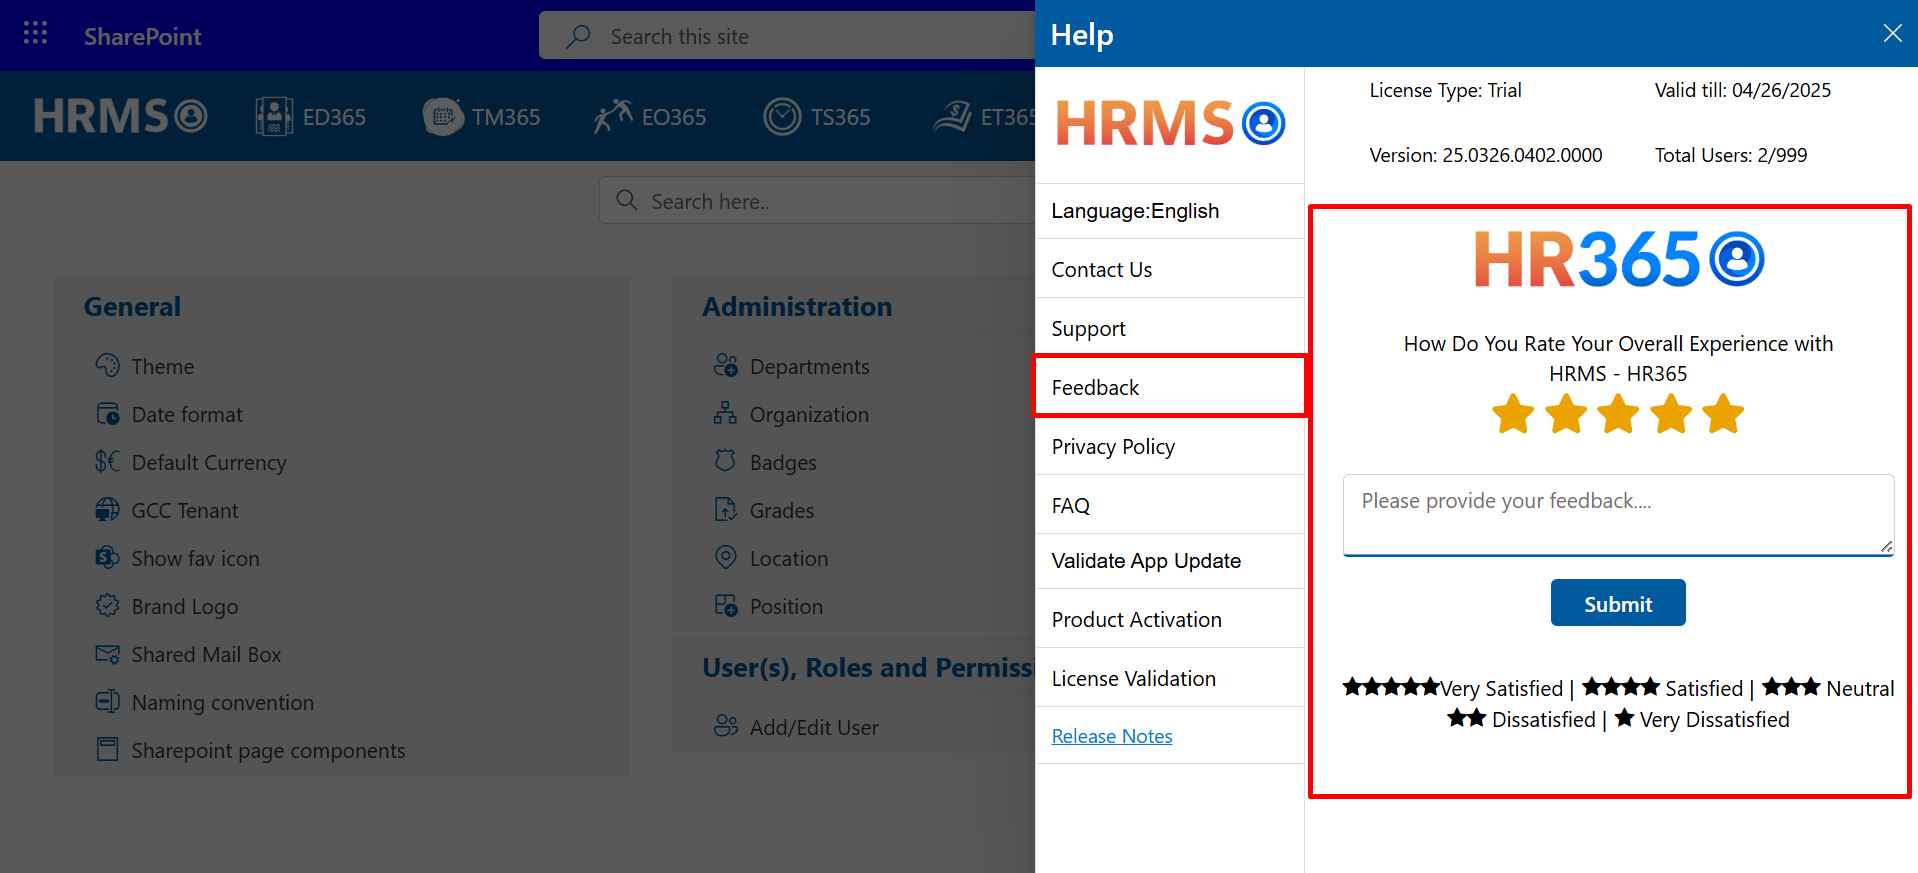 SharePoint
Search this site
HRMS
ED365
TM365
EO365
TS365
ET365
Search here..
General
Theme
Date format
Default Currency
GCC Tenant
Show fav icon
Brand Logo
Shared Mail Box
Naming convention
Sharepoint page components
Administration
Departments
Organization
Badges
Grades
Location
Position
User(s), Roles and Permissi
Add/Edit User
Help
HRMS
Language:English
Contact Us
Support
Feedback
Privacy Policy
FAQ
Validate App Update
Product Activation
License Validation
Release Notes
License Type: Trial
Valid till: 04/26/2025
Version: 25.0326.0402.0000
Total Users: 2/999
HR365
How Do You Rate Your Overall Experience with
HRMS - HR365
Please provide your feedback....
Submit
★★★★★Very Satisfied | ★★★★ Satisfied | ★★★ Neutral
★★ Dissatisfied | ★ Very Dissatisfied